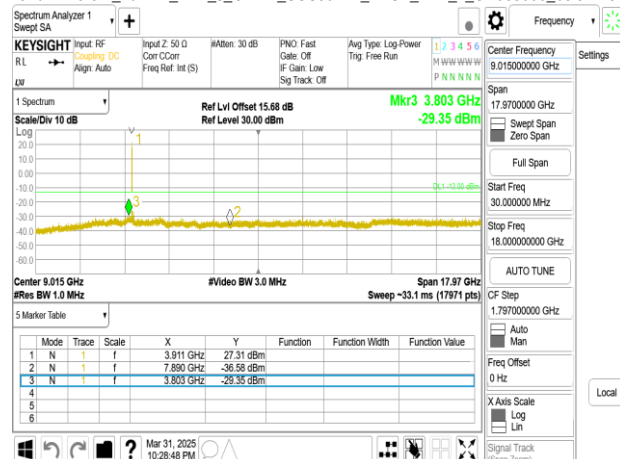 Spectrum Analyzer 1
Swept SA
+
Frequency
KEYSIGHT
RL
Input: RF
Coupling: DC
Align: Auto
Input Z: 50 Ω
Corr CCorr
Freq Ref: Int (S)
#Atten: 30 dB
PNO: Fast
Gate: Off
IF Gain: Low
Sig Track: Off
Avg Type: Log-Power
Trig: Free Run
1 2 3 4 5 6
M W W W W W
P N N N N N
Center Frequency
9.015000000 GHz
Settings
Span
17.9700000 GHz
Swept Span
Zero Span
Full Span
Start Freq
30.000000 MHz
Stop Freq
18.000000000 GHz
AUTO TUNE
CF Step
1.797000000 GHz
Auto
Man
Freq Offset
0 Hz
X Axis Scale
Log
Lin
Local
Signal Track
(Span Zoom)
1 Spectrum
Scale/Div 10 dB
Ref Lvl Offset 15.68 dB
Ref Level 30.00 dBm
Mkr3 3.803 GHz
-29.35 dBm
Log
20.0
10.0
0.00
-10.0
-20.0
-30.0
-40.0
-50.0
-60.0
1
2
3
DL1 -13.00 dBm
Center 9.015 GHz
#Res BW 1.0 MHz
#Video BW 3.0 MHz
Span 17.97 GHz
Sweep ~33.1 ms (17971 pts)
5 Marker Table
Mode Trace Scale X Y Function Function Width Function Value
1 N 1 f 3.911 GHz 27.31 dBm
2 N 1 f 7.890 GHz -36.58 dBm
3 N 1 f 3.803 GHz -29.35 dBm
4
5
6
?
Mar 31, 2025
10:28:48 PM